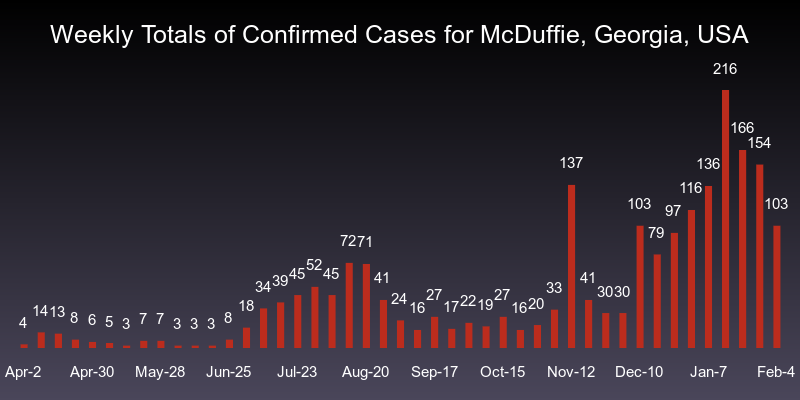 Weekly Totals of Confirmed Cases for McDuffie, Georgia, USA
4 14 13 8 6 5 3 7 7 3 3 3 8 18 34 39 45 52 45 72 71 41 24 16 27 17 22 19 27 16 20 33 137 41 30 30 103 79 97 116 136 216 166 154 103
Apr-2 Apr-30 May-28 Jun-25 Jul-23 Aug-20 Sep-17 Oct-15 Nov-12 Dec-10 Jan-7 Feb-4